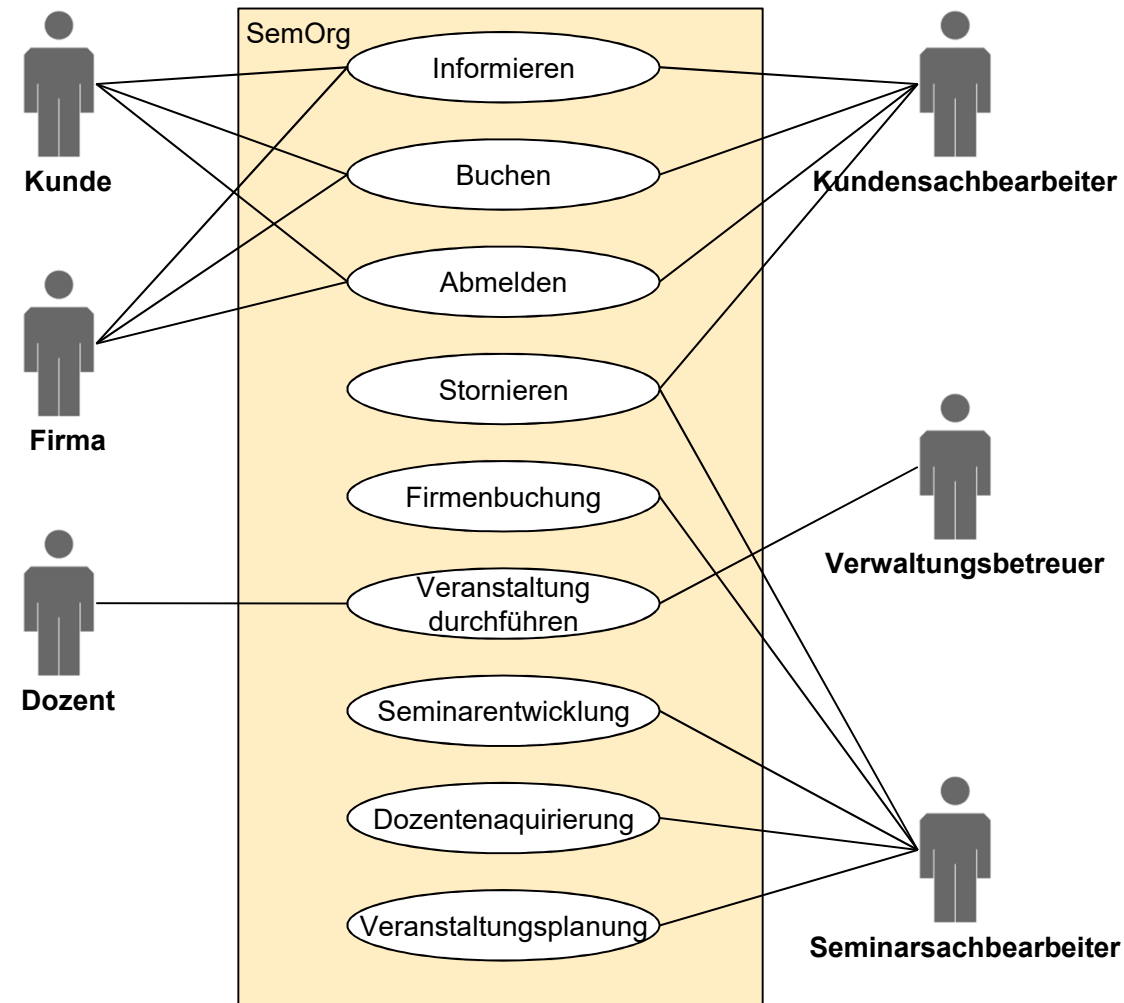 SemOrg
Informieren
Buchen
Abmelden
Stornieren
Firmenbuchung
Veranstaltung
durchführen
Seminarentwicklung
Dozentenaquirierung
Veranstaltungsplanung
Kunde
Firma
Dozent
Kundensachbearbeiter
Verwaltungsbetreuer
Seminarsachbearbeiter